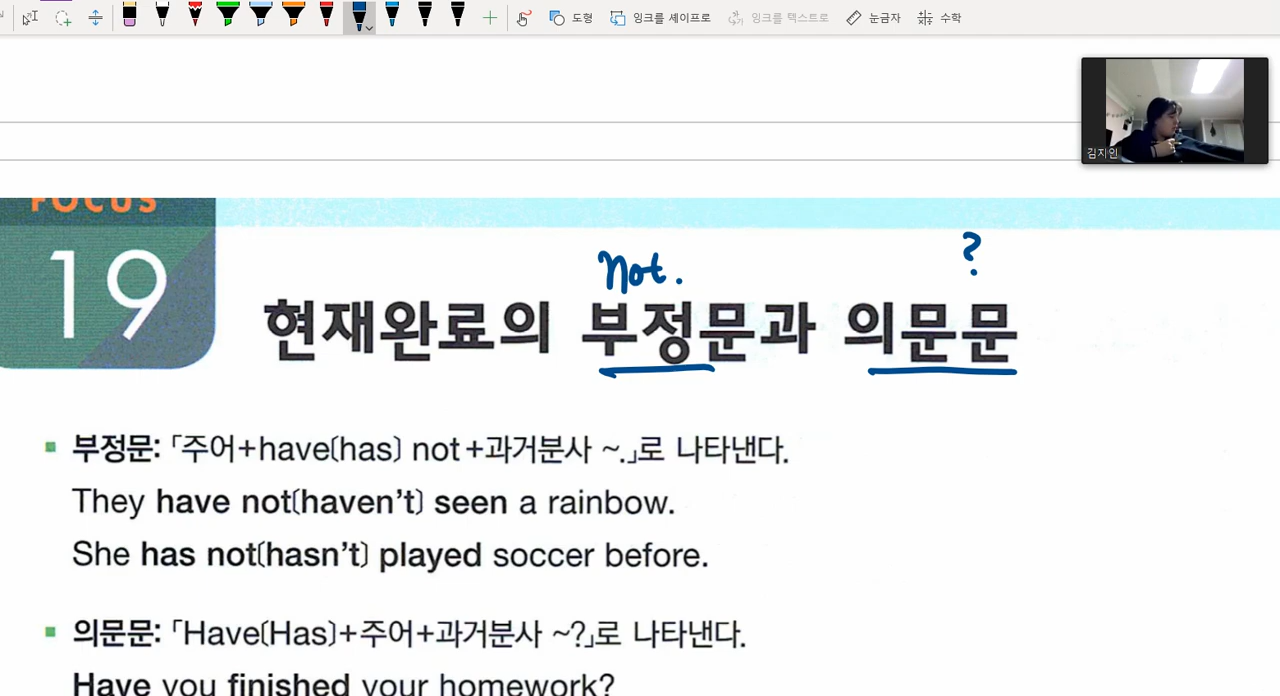 도형 잉크를 셰이프로 잉크를 텍스트로 눈금자 수학
김지인
FOCUS
19
Not. ?
현재완료의 부정문과 의문문
부정문: 「주어+have(has) not+과거분사 ~.」로 나타낸다.
They have not(haven't) seen a rainbow.
She has not(hasn't) played soccer before.
의문문: 「Have(Has)+주어+과거분사 ~?」로 나타낸다.
Have you finished your homework?